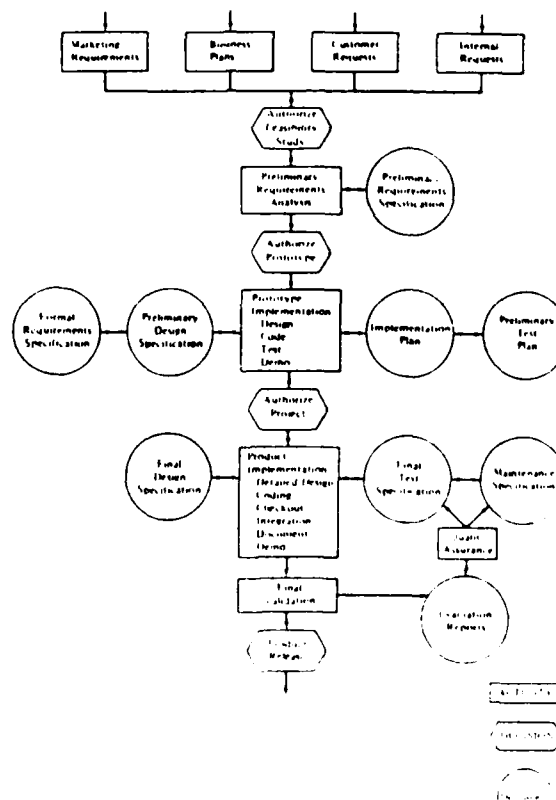 Marketing
Requirements
Business
Plans
Customer
Requests
Internal
Requests
Authorize
Feasibility
Study
Preliminary
Requirements
Analysis
Preliminary
Requirements
Specification
Authorize
Prototype
Formal
Requirements
Specification
Preliminary
Design
Specification
Prototype
Implementation
Design
Code
Test
Demo
Implementation
Plan
Preliminary
Test
Plan
Authorize
Project
Final
Design
Specification
Product
Implementation
Detailed Design
Coding
Checkout
Integration
Document
Demo
Final
Test
Specification
Maintenance
Specification
Assurance
Final
Validation
Reports
Product
Release